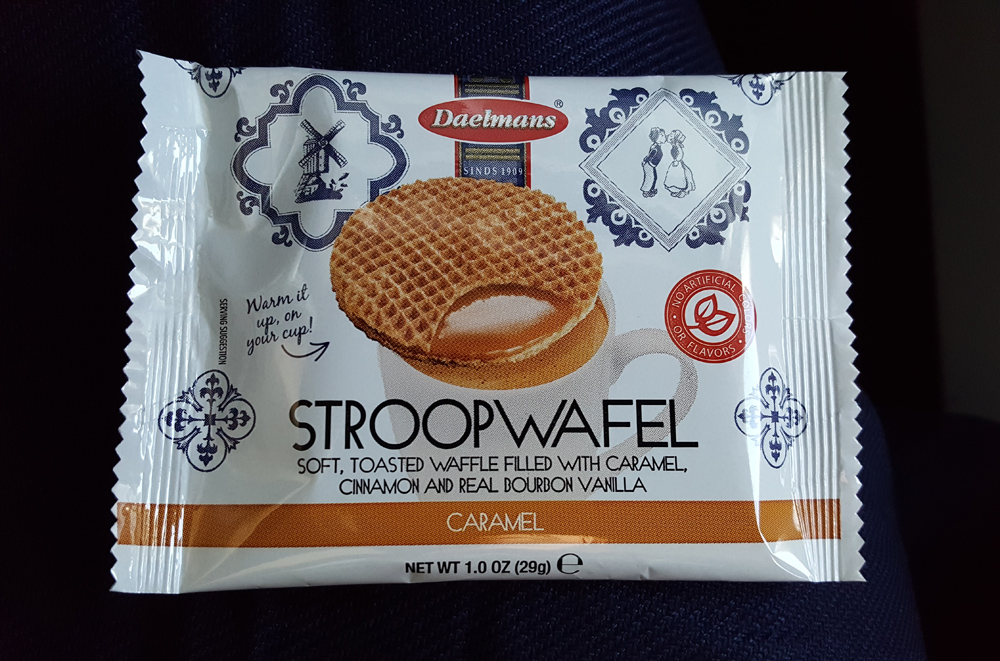 Daelmans®
SINDS 1909
Warm it
up, on
your cup!
SERVING SUGGESTION
NO ARTIFICIAL COLORS
OR FLAVORS
STROOPWAFEL
SOFT, TOASTED WAFFLE FILLED WITH CARAMEL,
CINNAMON AND REAL BOURBON VANILLA
CARAMEL
NET WT 1.0 OZ (29g) ℮